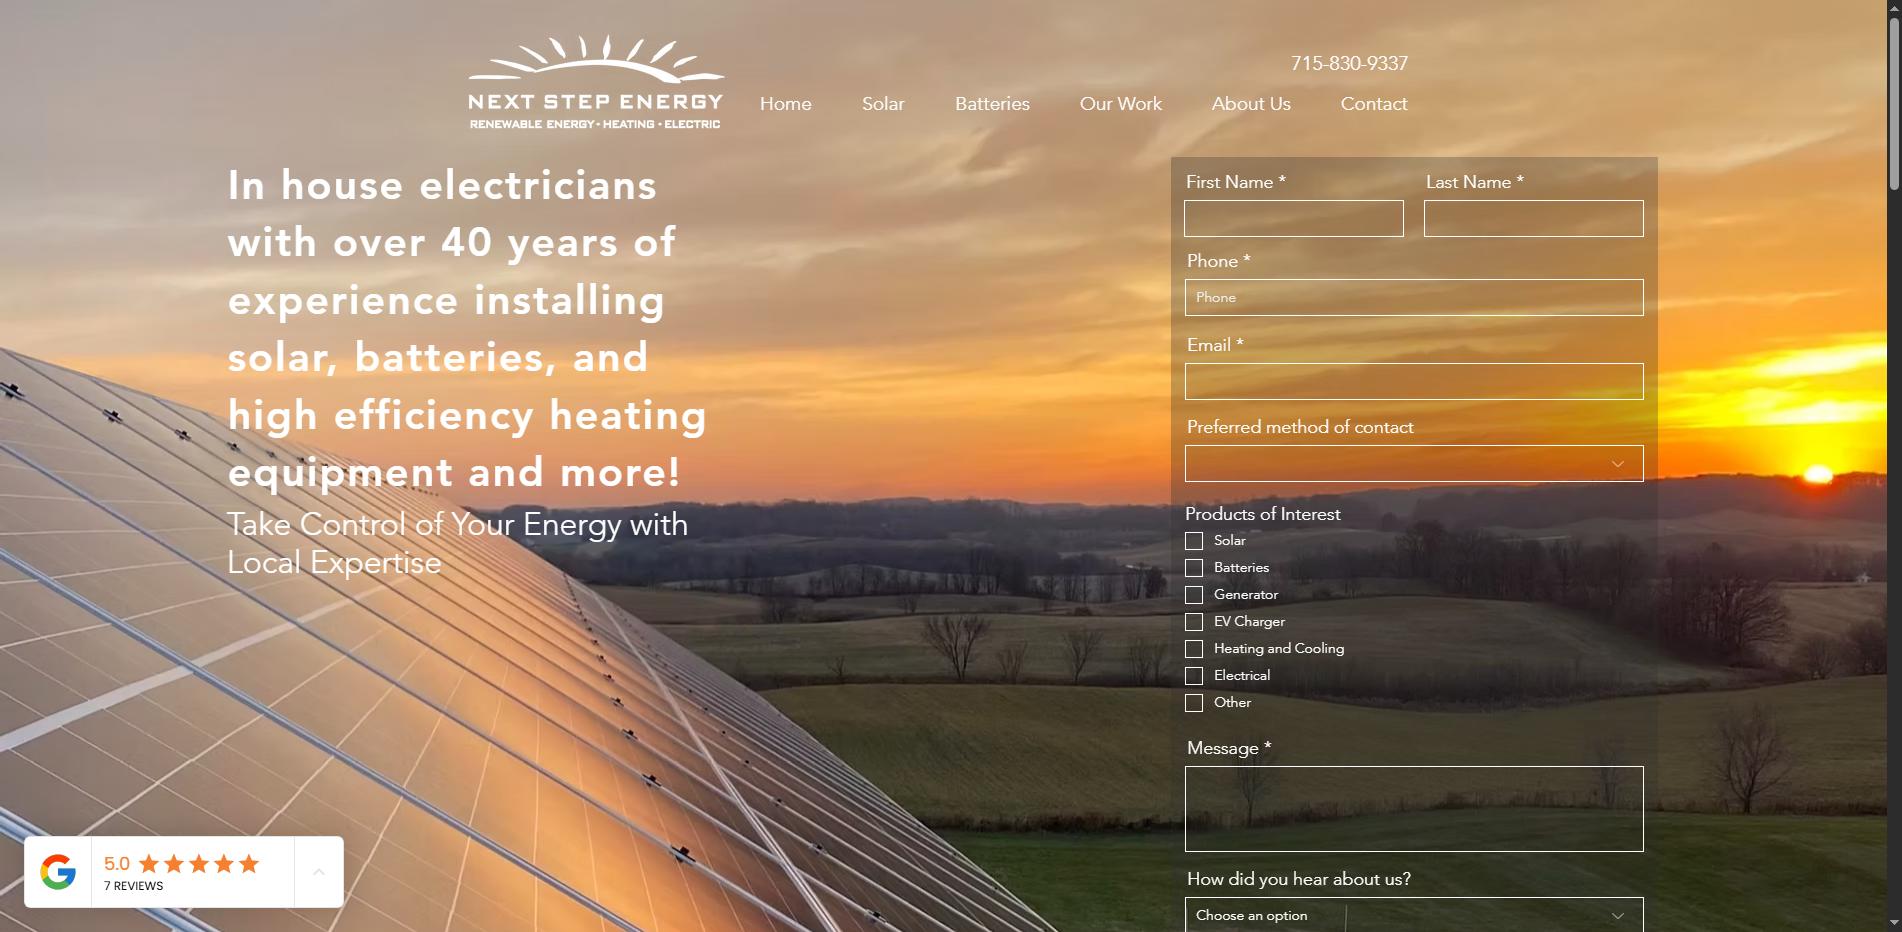 NEXT STEP ENERGY
RENEWABLE ENERGY • HEATING • ELECTRIC
715-830-9337
Home Solar Batteries Our Work About Us Contact
In house electricians
with over 40 years of
experience installing
solar, batteries, and
high efficiency heating
equipment and more!
Take Control of Your Energy with
Local Expertise
First Name * Last Name *
Phone *
Phone
Email *
Preferred method of contact
Products of Interest
Solar
Batteries
Generator
EV Charger
Heating and Cooling
Electrical
Other
Message *
How did you hear about us?
Choose an option
5.0
7 REVIEWS